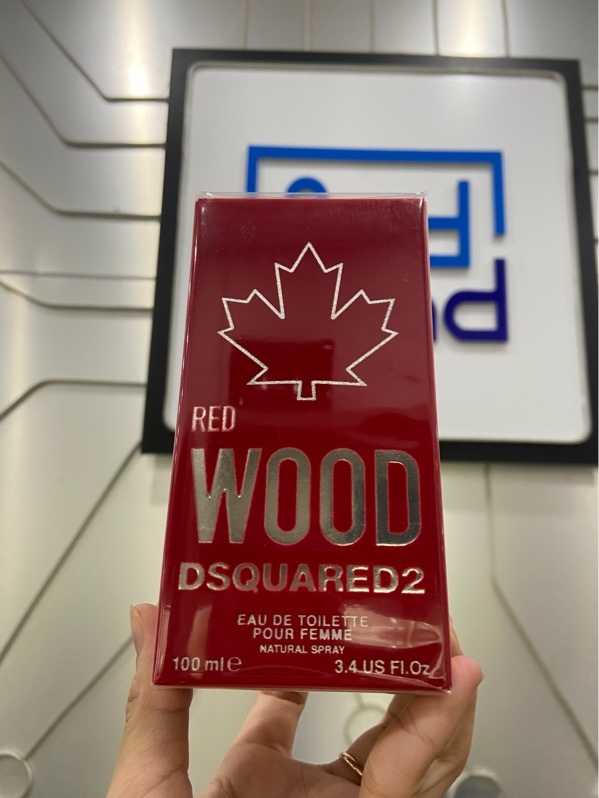 RED
WOOD
DSQUARED2
EAU DE TOILETTE
POUR FEMME
NATURAL SPRAY
100 ml ℮ 3.4 US Fl.Oz